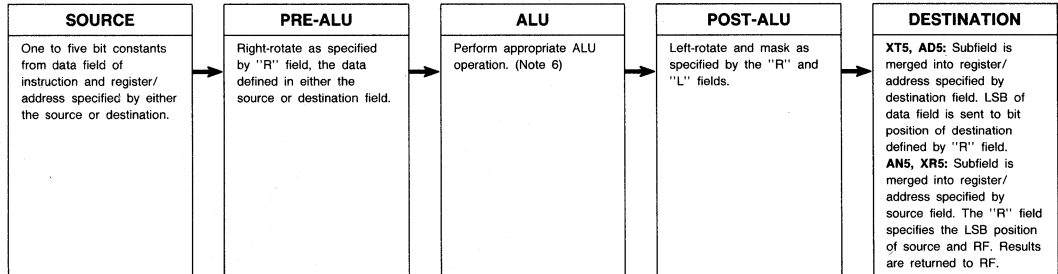 SOURCE
One to five bit constants
from data field of
instruction and register/
address specified by either
the source or destination.
PRE-ALU
Right-rotate as specified
by "R" field, the data
defined in either the
source or destination field.
ALU
Perform appropriate ALU
operation. (Note 6)
POST-ALU
Left-rotate and mask as
specified by the "R" and
"L" fields.
DESTINATION
XT5, AD5: Subfield is
merged into register/
address specified by
destination field. LSB of
data field is sent to bit
position of destination
defined by "R" field.
AN5, XR5: Subfield is
merged into register/
address specified by
source field. The "R" field
specifies the LSB position
of source and RF. Results
are returned to RF.